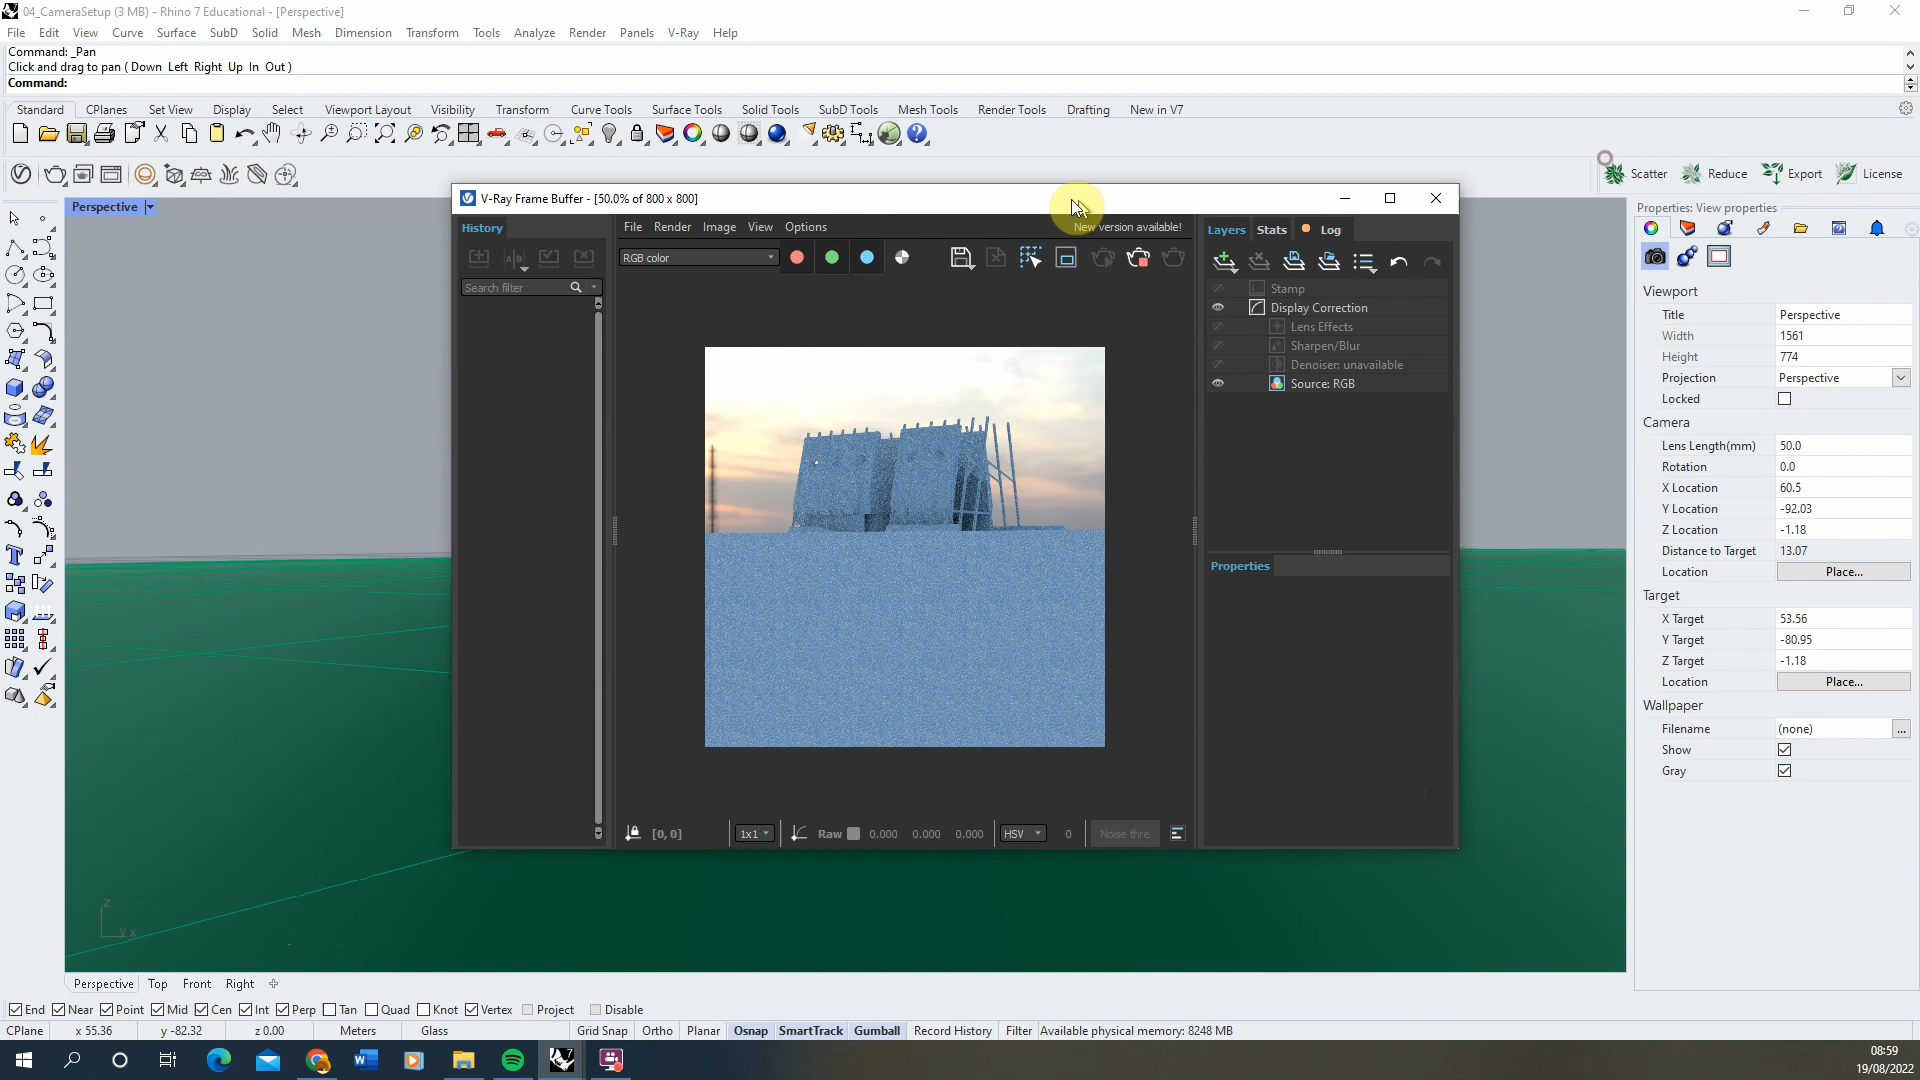 04_CameraSetup (3 MB) - Rhino 7 Educational - [Perspective]
File Edit View Curve Surface SubD Solid Mesh Dimension Transform Tools Analyze Render Panels V-Ray Help
Command: _Pan
Click and drag to pan ( Down Left Right Up In Out )
Command:
Standard CPlanes Set View Display Select Viewport Layout Visibility Transform Curve Tools Surface Tools Solid Tools SubD Tools Mesh Tools Render Tools Drafting New in V7
Scatter Reduce Export License
Perspective
V-Ray Frame Buffer - [50.0% of 800 x 800]
History
File Render Image View Options
New version available!
RGB color
Search filter
Layers Stats Log
Stamp
Display Correction
Lens Effects
Sharpen/Blur
Denoiser: unavailable
Source: RGB
Properties
[0, 0]
1x1
Raw 0.000 0.000 0.000
HSV 0
Noise thre
Properties: View properties
Viewport
Title Perspective
Width 1561
Height 774
Projection Perspective
Locked
Camera
Lens Length(mm) 50.0
Rotation 0.0
X Location 60.5
Y Location -92.03
Z Location -1.18
Distance to Target 13.07
Location Place...
Target
X Target 53.56
Y Target -80.95
Z Target -1.18
Location Place...
Wallpaper
Filename (none) ...
Show
Gray
z
y x
Perspective Top Front Right
End Near Point Mid Cen Int Perp Tan Quad Knot Vertex Project Disable
CPlane x 55.36 y -82.32 z 0.00 Meters Glass Grid Snap Ortho Planar Osnap SmartTrack Gumball Record History Filter Available physical memory: 8248 MB
08:59
19/08/2022